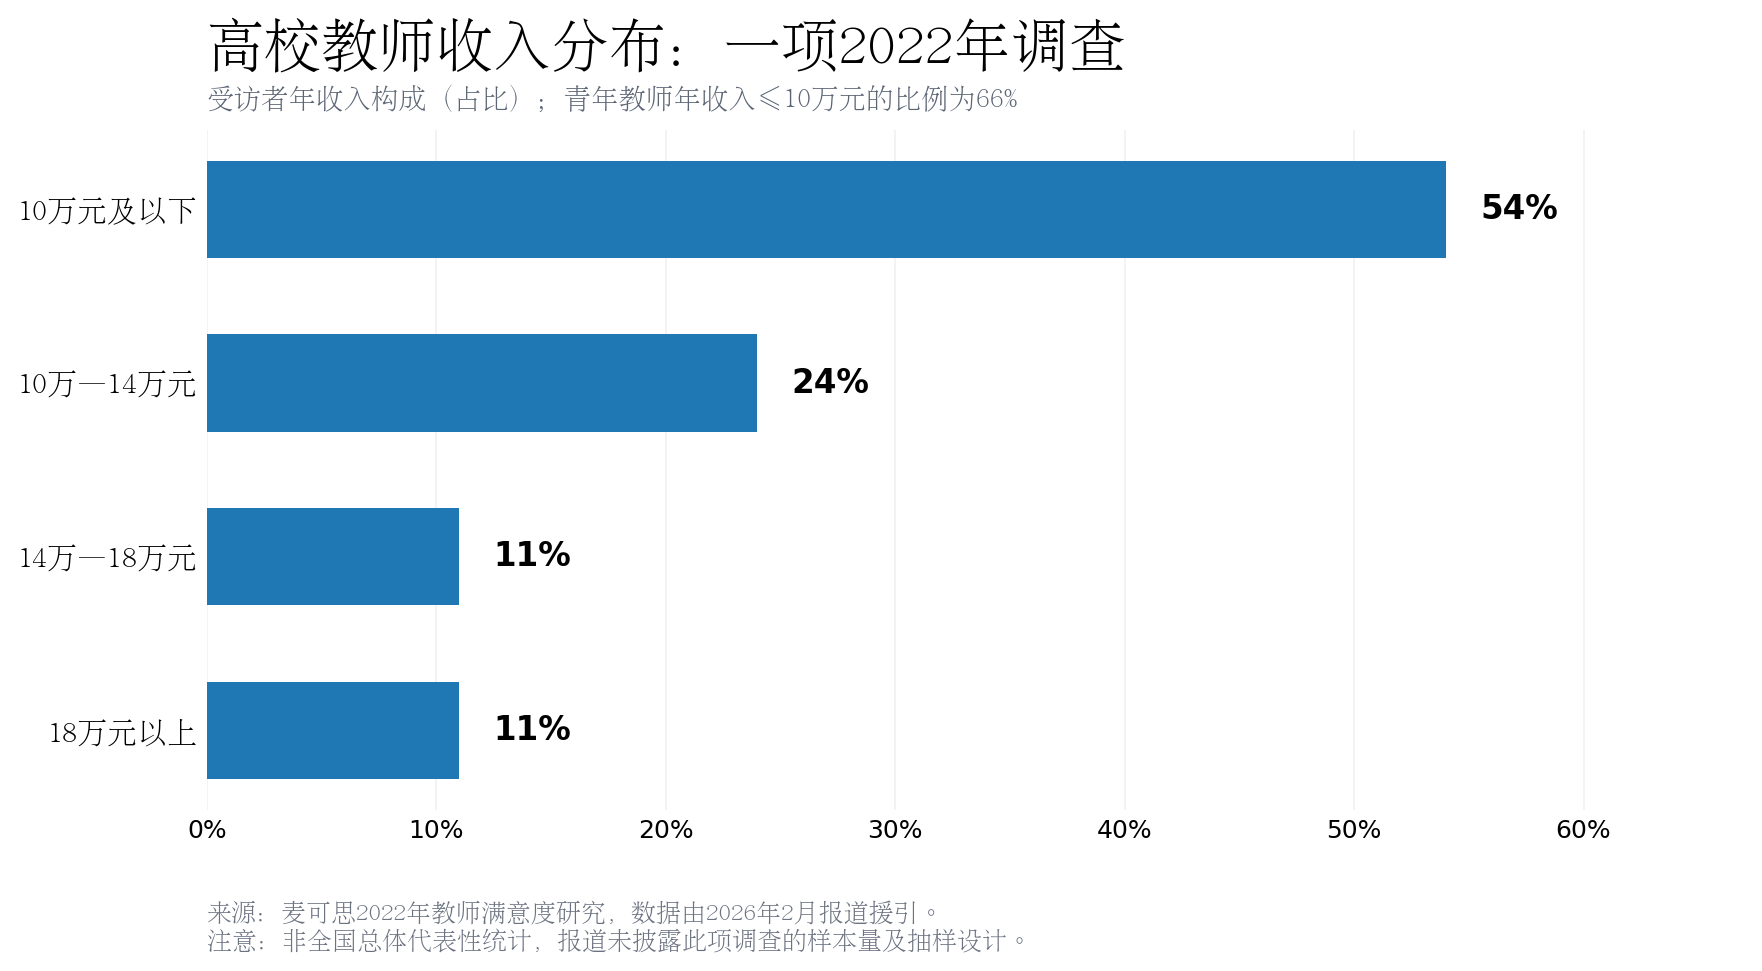 高校教师收入分布：一项2022年调查
受访者年收入构成（占比）；青年教师年收入≤10万元的比例为66%
10万元及以下
54%
10万—14万元
24%
14万—18万元
11%
18万元以上
11%
0% 10% 20% 30% 40% 50% 60%
来源：麦可思2022年教师满意度研究，数据由2026年2月报道援引。
注意：非全国总体代表性统计，报道未披露此项调查的样本量及抽样设计。